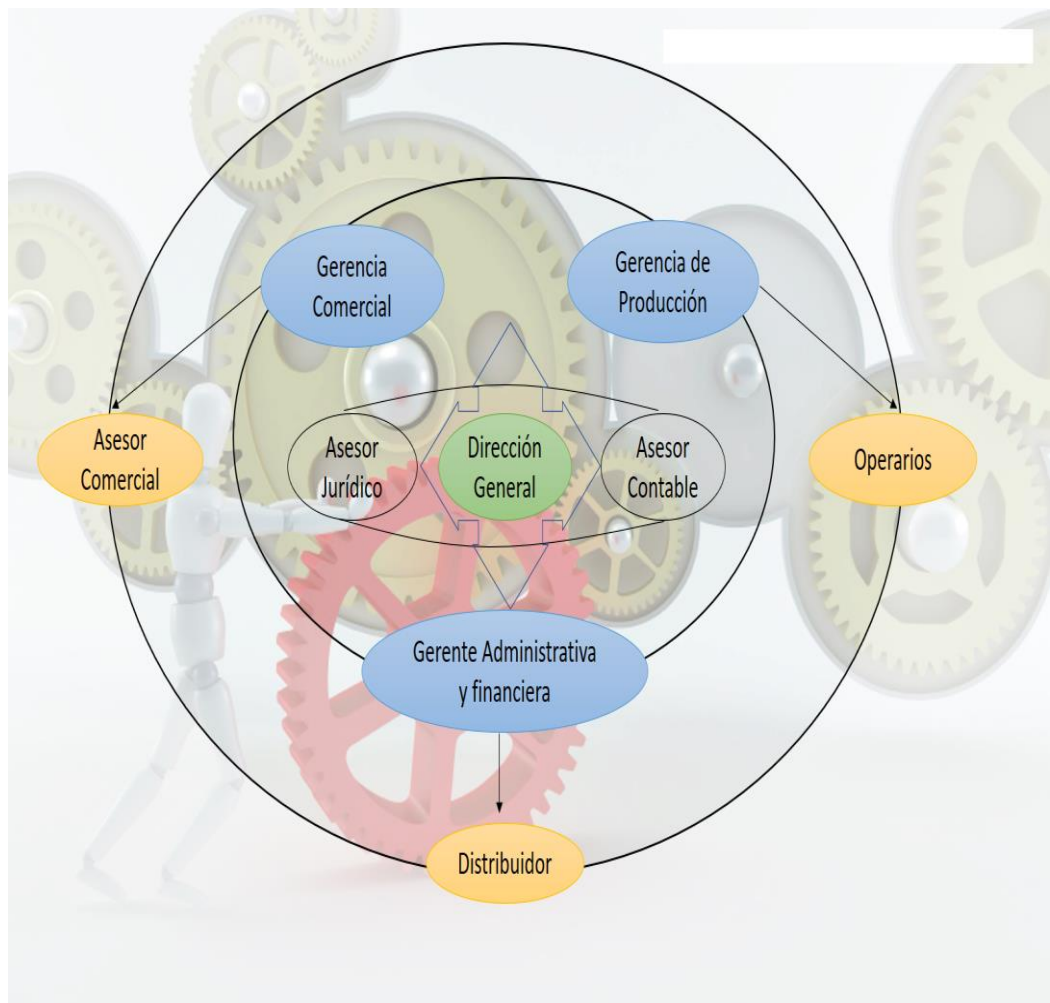 Gerencia
Comercial
Gerencia de
Producción
Asesor
Comercial
Asesor
Jurídico
Dirección
General
Asesor
Contable
Operarios
Gerente Administrativa
y financiera
Distribuidor